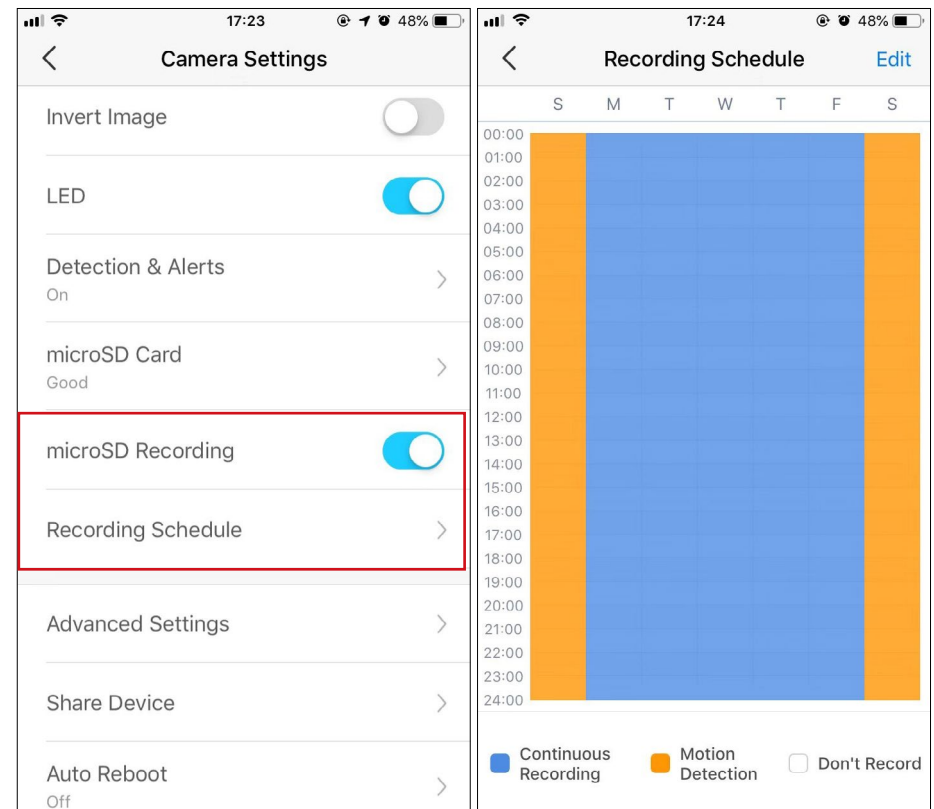 17:23
48%
Camera Settings
Invert Image
LED
Detection & Alerts
On
microSD Card
Good
microSD Recording
Recording Schedule
Advanced Settings
Share Device
Auto Reboot
Off
17:24
48%
Recording Schedule
Edit
S M T W T F S
00:00
01:00
02:00
03:00
04:00
05:00
06:00
07:00
08:00
09:00
10:00
11:00
12:00
13:00
14:00
15:00
16:00
17:00
18:00
19:00
20:00
21:00
22:00
23:00
24:00
Continuous
Recording
Motion
Detection
Don't Record